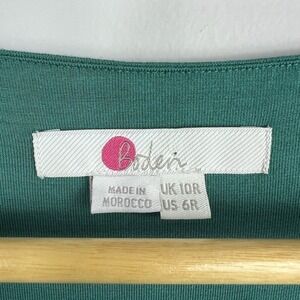 Boden
MADE IN
MOROCCO
UK 10R
US 6R